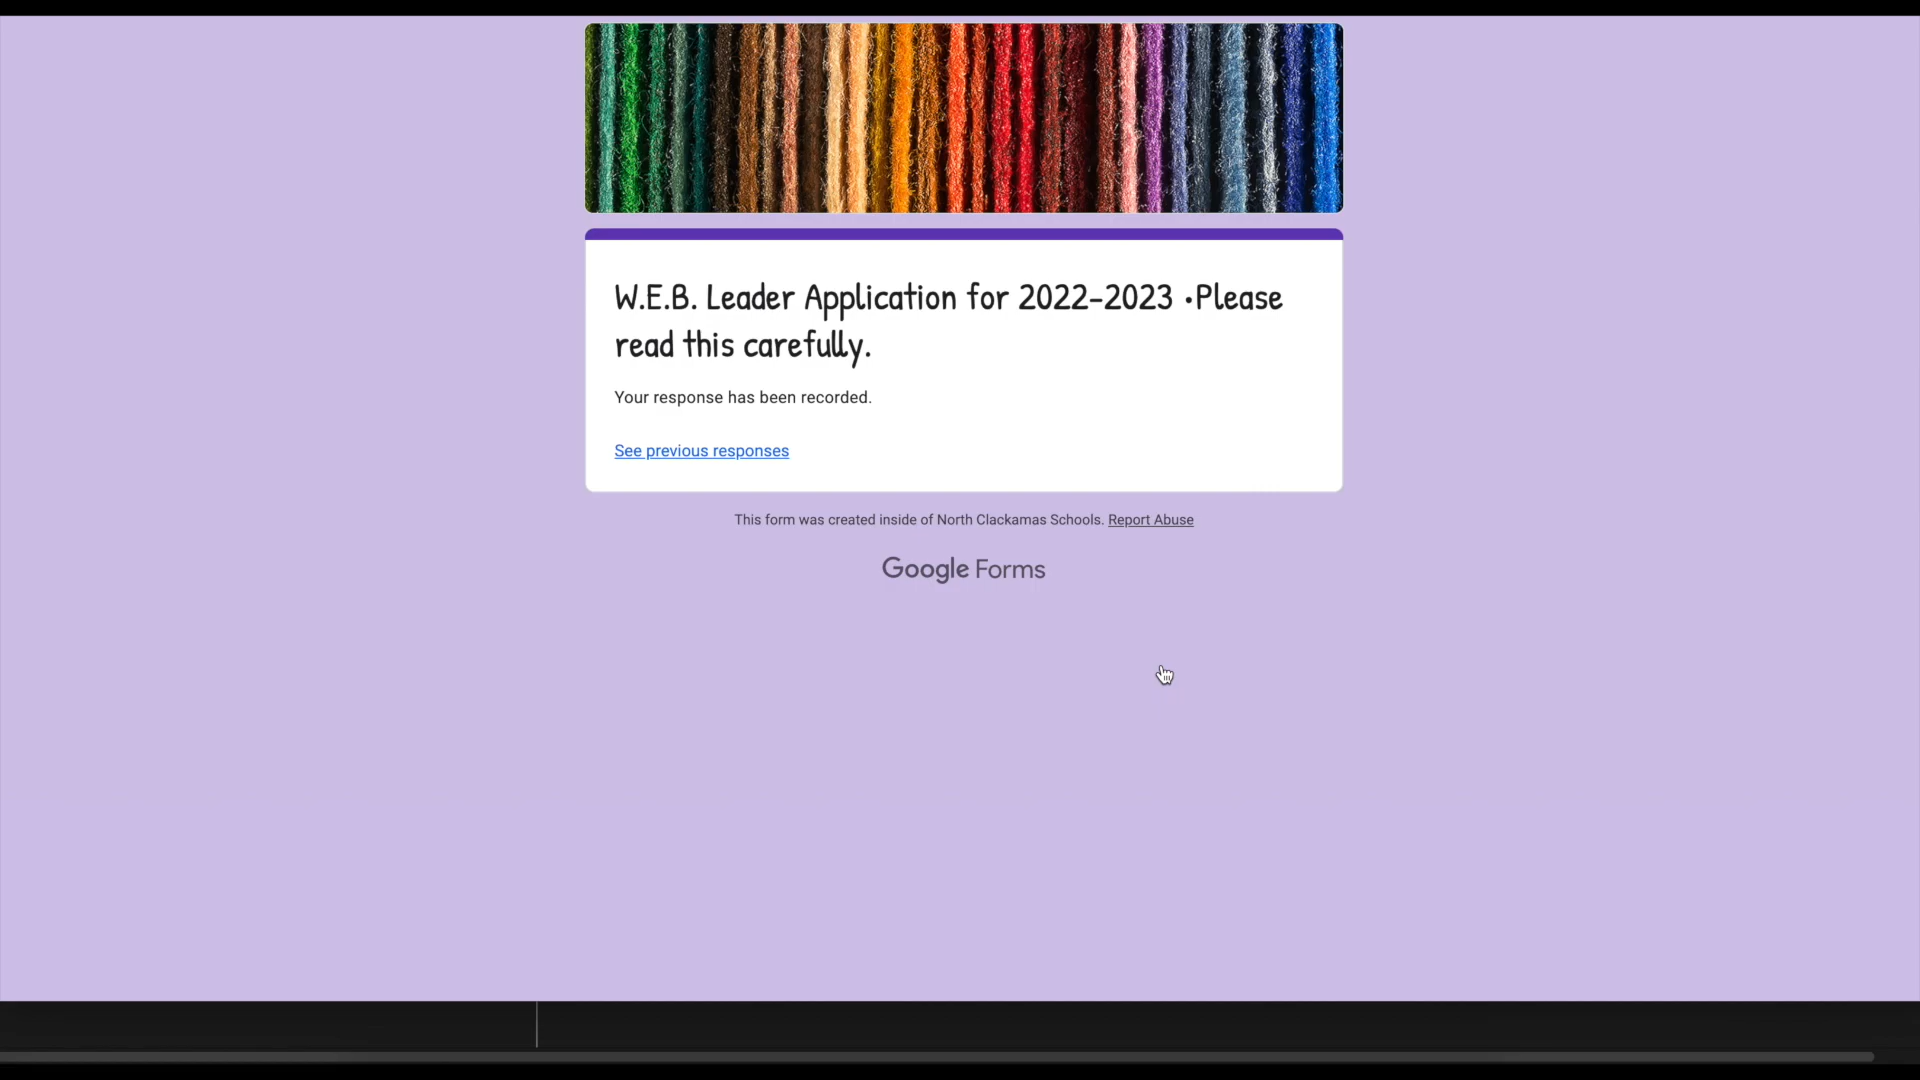 W.E.B. Leader Application for 2022-2023 •Please
read this carefully.
Your response has been recorded.
See previous responses
This form was created inside of North Clackamas Schools. Report Abuse
Google Forms